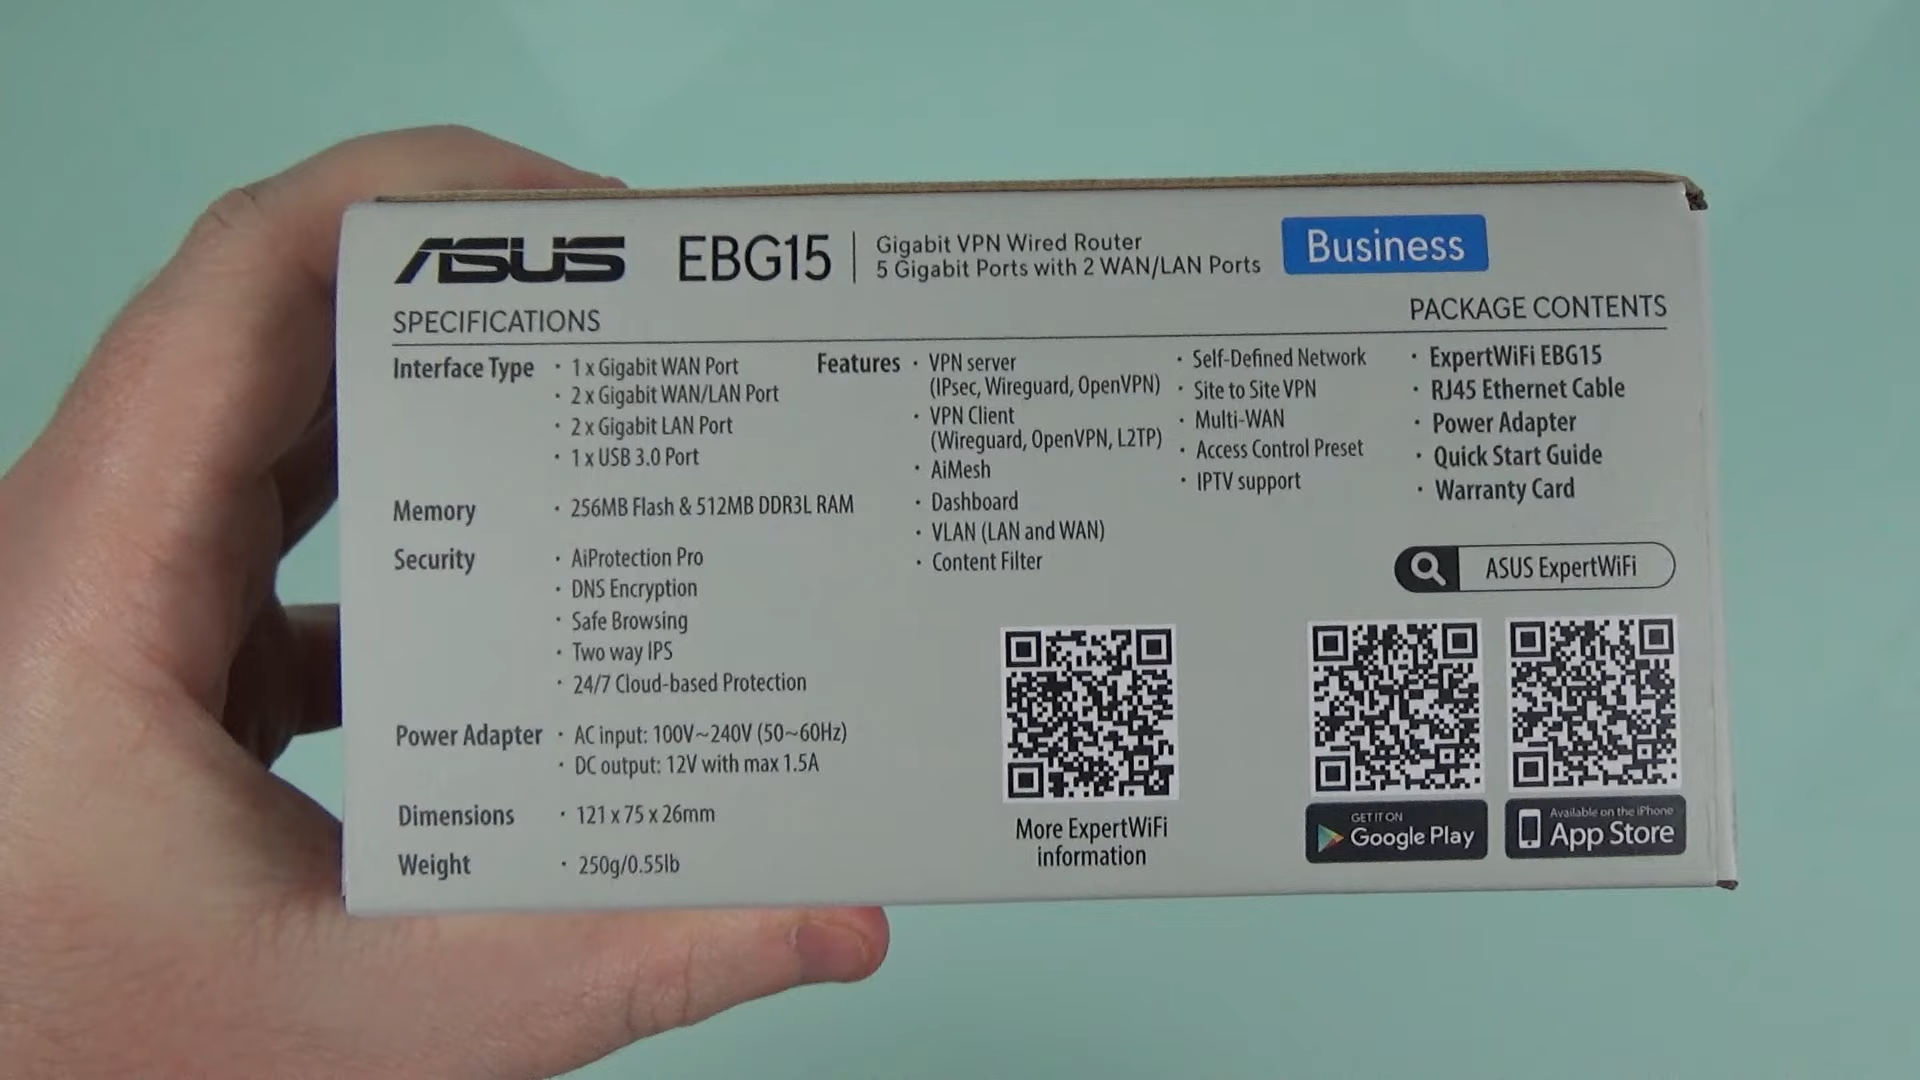 ASUS EBG15
Gigabit VPN Wired Router
5 Gigabit Ports with 2 WAN/LAN Ports
Business
SPECIFICATIONS
Interface Type
· 1 x Gigabit WAN Port
· 2 x Gigabit WAN/LAN Port
· 2 x Gigabit LAN Port
· 1 x USB 3.0 Port
Memory
· 256MB Flash & 512MB DDR3L RAM
Security
· AiProtection Pro
· DNS Encryption
· Safe Browsing
· Two way IPS
· 24/7 Cloud-based Protection
Power Adapter
· AC input: 100V~240V (50~60Hz)
· DC output: 12V with max 1.5A
Dimensions
· 121 x 75 x 26mm
Weight
· 250g/0.55lb
Features
· VPN server
(IPsec, Wireguard, OpenVPN)
· VPN Client
(Wireguard, OpenVPN, L2TP)
· AiMesh
· Dashboard
· VLAN (LAN and WAN)
· Content Filter
· Self-Defined Network
· Site to Site VPN
· Multi-WAN
· Access Control Preset
· IPTV support
PACKAGE CONTENTS
· ExpertWiFi EBG15
· RJ45 Ethernet Cable
· Power Adapter
· Quick Start Guide
· Warranty Card
ASUS ExpertWiFi
More ExpertWiFi
information
GET IT ON
Google Play
Available on the iPhone
App Store